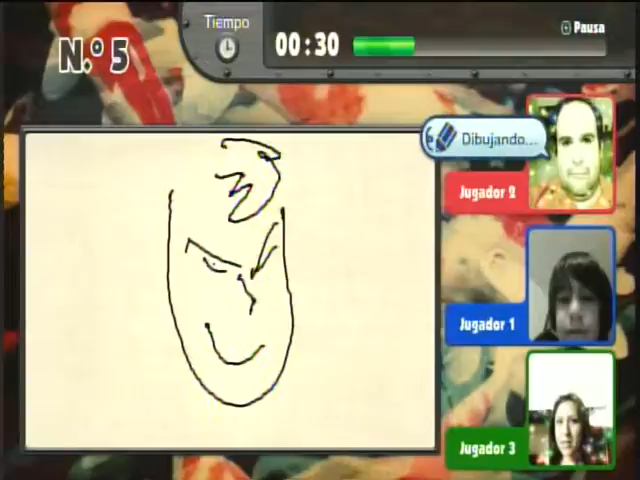 Tiempo
N.º 5
00:30
Pausa
Dibujando...
Jugador 2
Jugador 1
Jugador 3